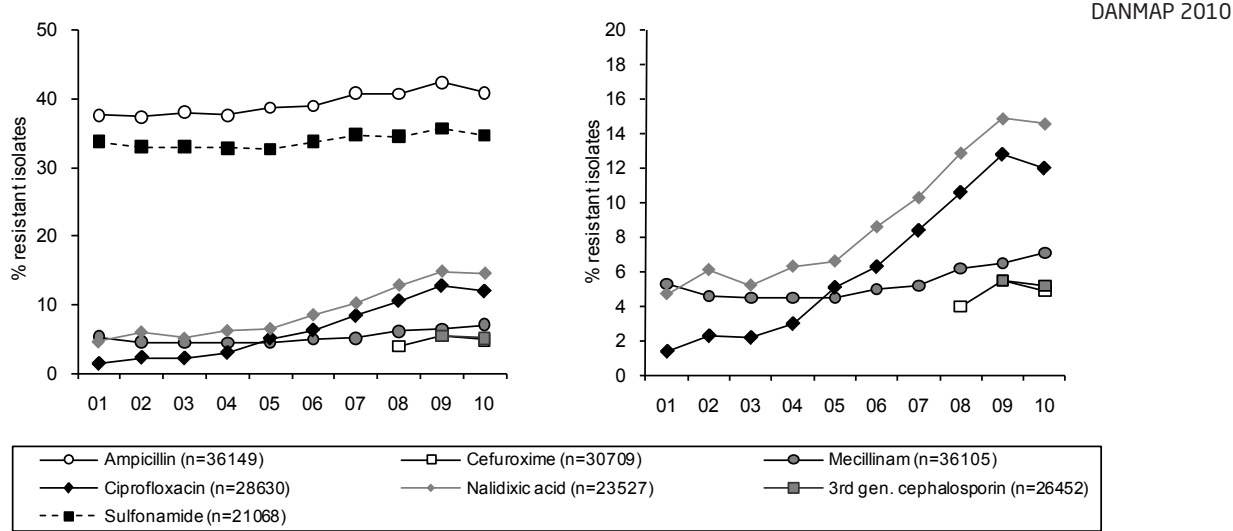 DANMAP 2010
50
40
30
20
10
0
% resistant isolates
01 02 03 04 05 06 07 08 09 10
20
18
16
14
12
10
8
6
4
2
0
% resistant isolates
01 02 03 04 05 06 07 08 09 10
Ampicillin (n=36149) Cefuroxime (n=30709) Mecillinam (n=36105)
Ciprofloxacin (n=28630) Nalidixic acid (n=23527) 3rd gen. cephalosporin (n=26452)
Sulfonamide (n=21068)